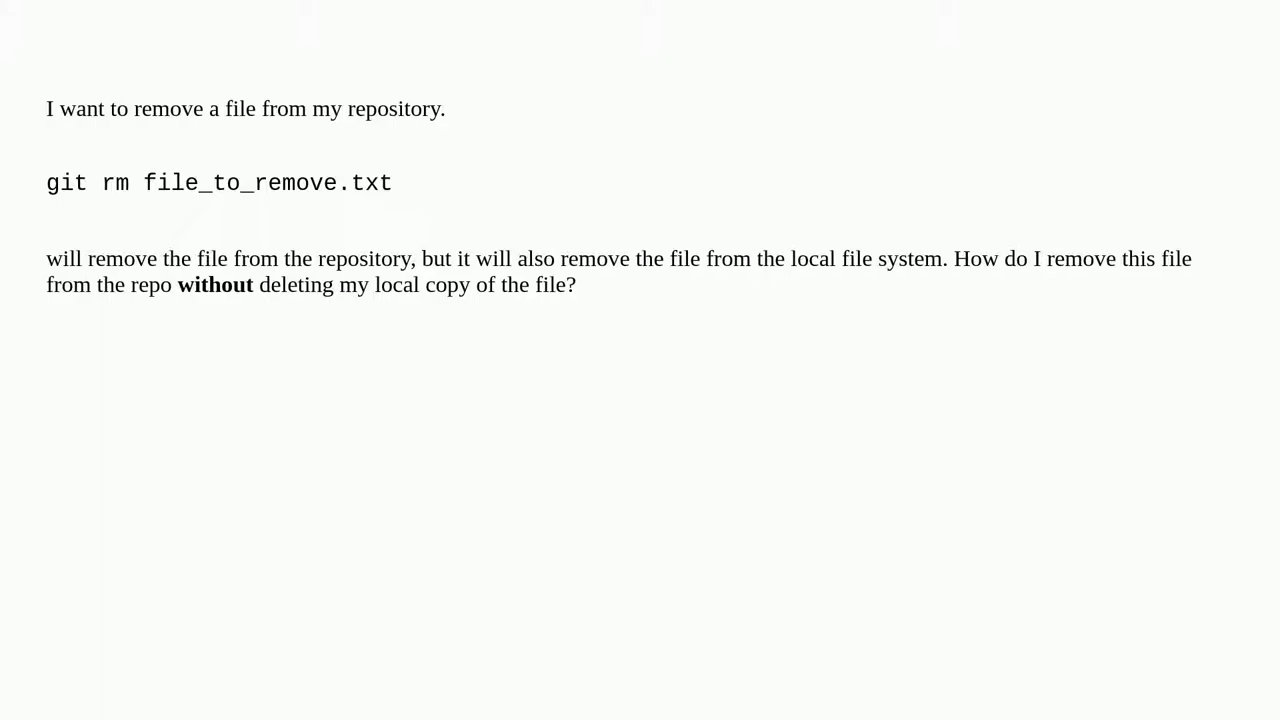 I want to remove a file from my repository.
git rm file_to_remove.txt
will remove the file from the repository, but it will also remove the file from the local file system. How do I remove this file
from the repo without deleting my local copy of the file?